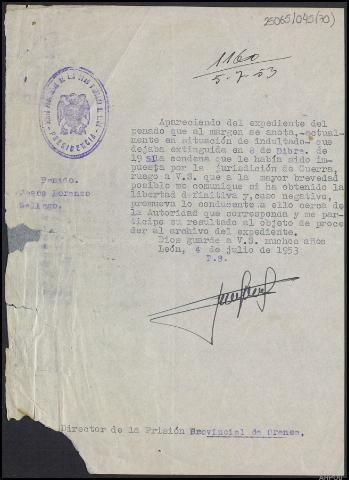 25065/045(70)
1160
5-7-53
PRESIDENCIA
Apareciendo del expediente del
penado que al margen se anota, -actual-
mente en situación de indultado- que
dejaba extinguida en 8 de Dibre. de
19 51 la condena que le había sido im-
puesta por la jurisdición de Guerra,
ruego a V.S. que a la mayor brevedad
posible me comunique si ha obtenido la
libertad definitiva y, caso negativo,
promueva lo conducente a ello cerca de
la Autoridad que corresponda y me par-
ticipe su resultado al objeto de proce
der al archivo del expediente.
Dios guarde a V.S. muchos años
León, 4 de julio de 1953
Penado.
Lorenzo
Gallego.
Director de la Prisión Provincial de Orense.
AHPOU